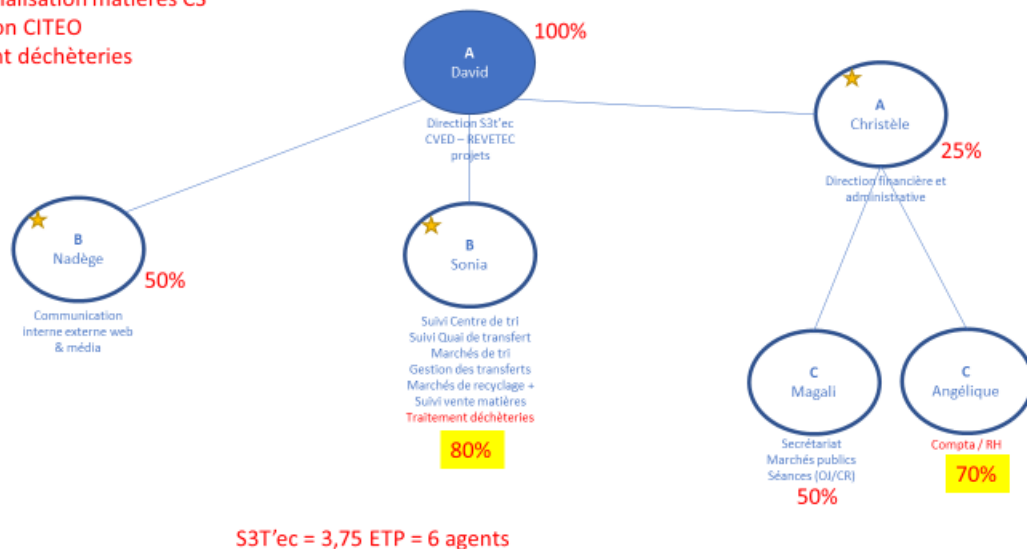 CITEO
déchèteries
100%
A
David
Direction S3t'ec
CVED – REVETEC
projets
A
Christèle
25%
Direction financière et
administrative
B
Nadège
50%
Communication
interne externe web
& média
B
Sonia
Suivi Centre de tri
Suivi Quai de transfert
Marchés de tri
Gestion des transferts
Marchés de recyclage +
Suivi vente matières
Traitement déchèteries
80%
C
Magali
Secrétariat
Marchés publics
Séances (OJ/CR)
50%
C
Angélique
Compta / RH
70%
S3T'ec = 3,75 ETP = 6 agents